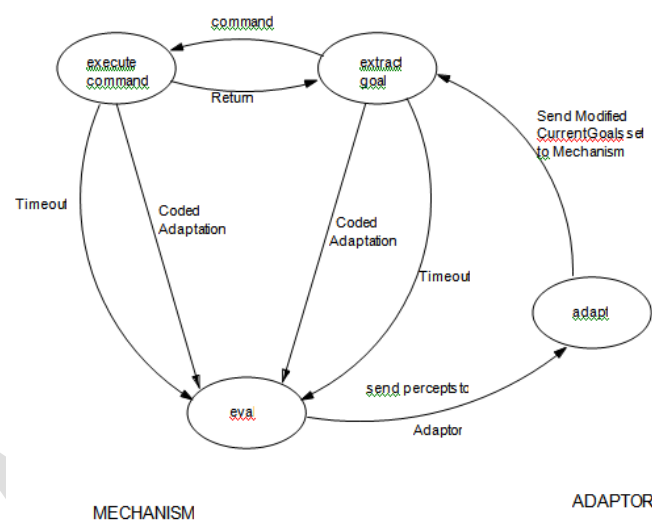 command
execute
command
extract
goal
Return
Send Modified
CurrentGoals set
to Mechanism
Timeout
Coded
Adaptation
Coded
Adaptation
Timeout
adapt
send percepts to
eval
Adaptor
MECHANISM
ADAPTOR